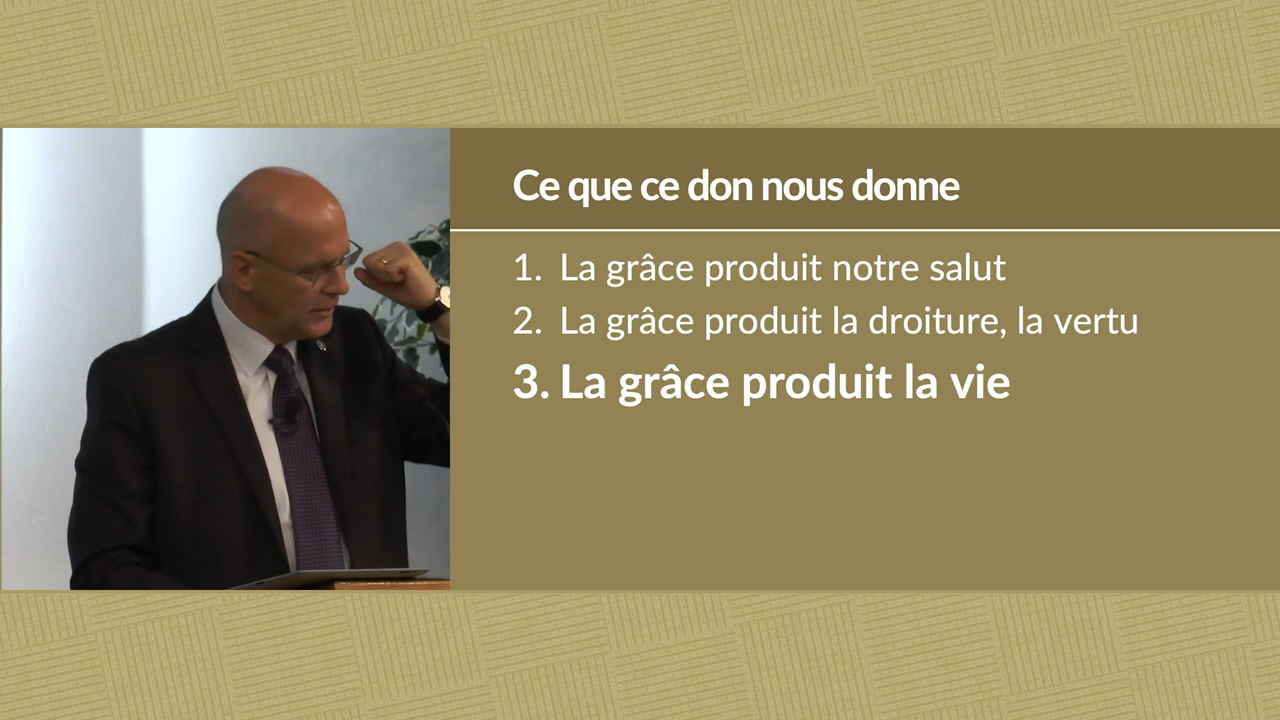 Ce que ce don nous donne
1. La grâce produit notre salut
2. La grâce produit la droiture, la vertu
3. La grâce produit la vie